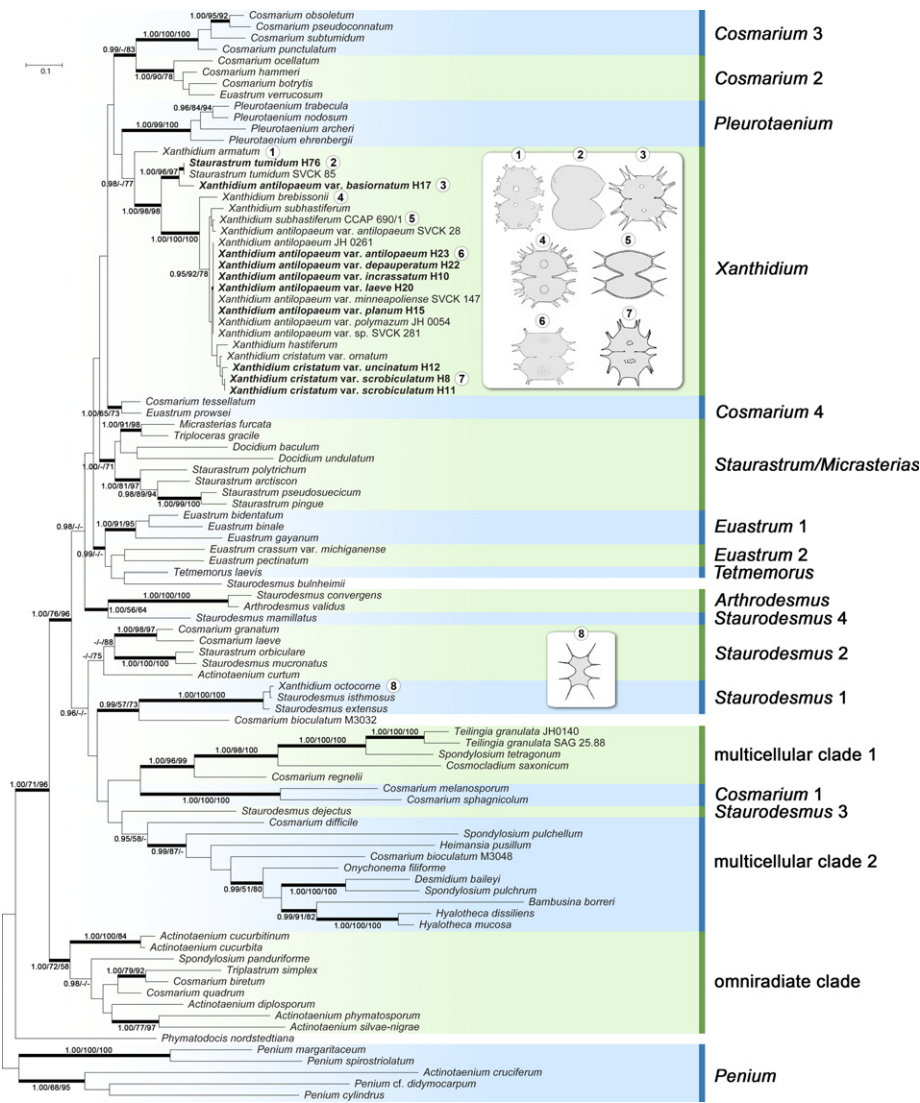 1.00/95/92
Cosmarium obsoletum
Cosmarium pseudoconnatum
1.00/100/100
Cosmarium subtumidum
Cosmarium punctulatum
Cosmarium 3
0.99/-/83
0.1
Cosmarium ocellatum
1.00/90/78
Cosmarium hammeri
Cosmarium botrytis
Euastrum verrucosum
Cosmarium 2
0.96/84/94
Pleurotaenium trabecula
Pleurotaenium nodosum
1.00/99/100
Pleurotaenium archeri
Pleurotaenium ehrenbergii
Pleurotaenium
Xanthidium armatum 1
0.98/-/77
1.00/96/97
Staurastrum tumidum H76 2
Staurastrum tumidum SVCK 85
Xanthidium antilopaeum var. basiornatum H17 3
1.00/98/98
Xanthidium brebissonii 4
Xanthidium subhastiferum
Xanthidium subhastiferum CCAP 690/1 5
Xanthidium antilopaeum var. antilopaeum SVCK 28
1.00/100/100
Xanthidium antilopaeum JH 0261
Xanthidium antilopaeum var. antilopaeum H23 6
Xanthidium antilopaeum var. depauperatum H22
0.95/92/78
Xanthidium antilopaeum var. incrassatum H10
Xanthidium antilopaeum var. laeve H20
Xanthidium antilopaeum var. minneapoliense SVCK 147
Xanthidium antilopaeum var. planum H15
Xanthidium antilopaeum var. polymazum JH 0054
Xanthidium antilopaeum var. sp. SVCK 281
Xanthidium hastiferum
Xanthidium cristatum var. ornatum
Xanthidium cristatum var. uncinatum H12
Xanthidium cristatum var. scrobiculatum H8 7
Xanthidium cristatum var. scrobiculatum H11
1 2 3
4 5
6 7
Xanthidium
Cosmarium tessellatum
1.00/65/73
Euastrum prowsei
Cosmarium 4
1.00/91/98
Micrasterias furcata
Triploceras gracile
Docidium baculum
Docidium undulatum
1.00/-/71
Staurastrum polytrichum
1.00/81/97
Staurastrum arctiscon
0.98/89/94
Staurastrum pseudosuecicum
1.00/99/100
Staurastrum pingue
Staurastrum/Micrasterias
Euastrum bidentatum
1.00/91/95
Euastrum binale
0.98/-/-
Euastrum gayanum
Euastrum 1
0.99/-/-
Euastrum crassum var. michiganense
Euastrum pectinatum
Euastrum 2
Tetmemorus laevis
Tetmemorus
Staurodesmus bulnheimii
1.00/100/100
Staurodesmus convergens
Arthrodesmus validus
Arthrodesmus
1.00/56/64
Staurodesmus mamillatus
Staurodesmus 4
1.00/76/96
1.00/98/97
Cosmarium granatum
-/-/88
Cosmarium laeve
Staurastrum orbiculare
-/-/75
1.00/100/100
Staurodesmus mucronatus
Actinotaenium curtum
Staurodesmus 2
8
Xanthidium octocorne 8
1.00/100/100
Staurodesmus isthmosus
0.99/57/73
Staurodesmus extensus
Staurodesmus 1
0.96/-/-
Cosmarium bioculatum M3032
1.00/100/100
Teilingia granulata JH0140
Teilingia granulata SAG 25.88
1.00/100/100
Spondylosium tetragonum
1.00/98/100
Cosmocladium saxonicum
1.00/96/99
Cosmarium regnelii
multicellular clade 1
1.00/71/96
Cosmarium melanosporum
1.00/100/100
Cosmarium sphagnicolum
Cosmarium 1
Staurodesmus dejectus
Staurodesmus 3
Cosmarium difficile
0.95/58/-
Spondylosium pulchellum
0.99/87/-
Heimansia pusillum
Cosmarium bioculatum M3048
0.99/51/80
Onychonema filiforme
Desmidium baileyi
1.00/100/100
Spondylosium pulchrum
Bambusina borreri
0.99/91/82
Hyalotheca dissiliens
1.00/100/100
Hyalotheca mucosa
multicellular clade 2
1.00/100/84
Actinotaenium cucurbitinum
Actinotaenium cucurbita
1.00/72/58
Spondylosium panduriforme
1.00/79/92
Triplastrum simplex
0.98/-/-
Cosmarium biretum
Cosmarium quadrum
Actinotaenium diplosporum
Actinotaenium phymatosporum
1.00/77/97
Actinotaenium silvae-nigrae
omniradiate clade
Phymatodocis nordstedtiana
1.00/100/100
Penium margaritaceum
Penium spirostriolatum
Actinotaenium cruciferum
1.00/68/95
Penium cf. didymocarpum
Penium cylindrus
Penium